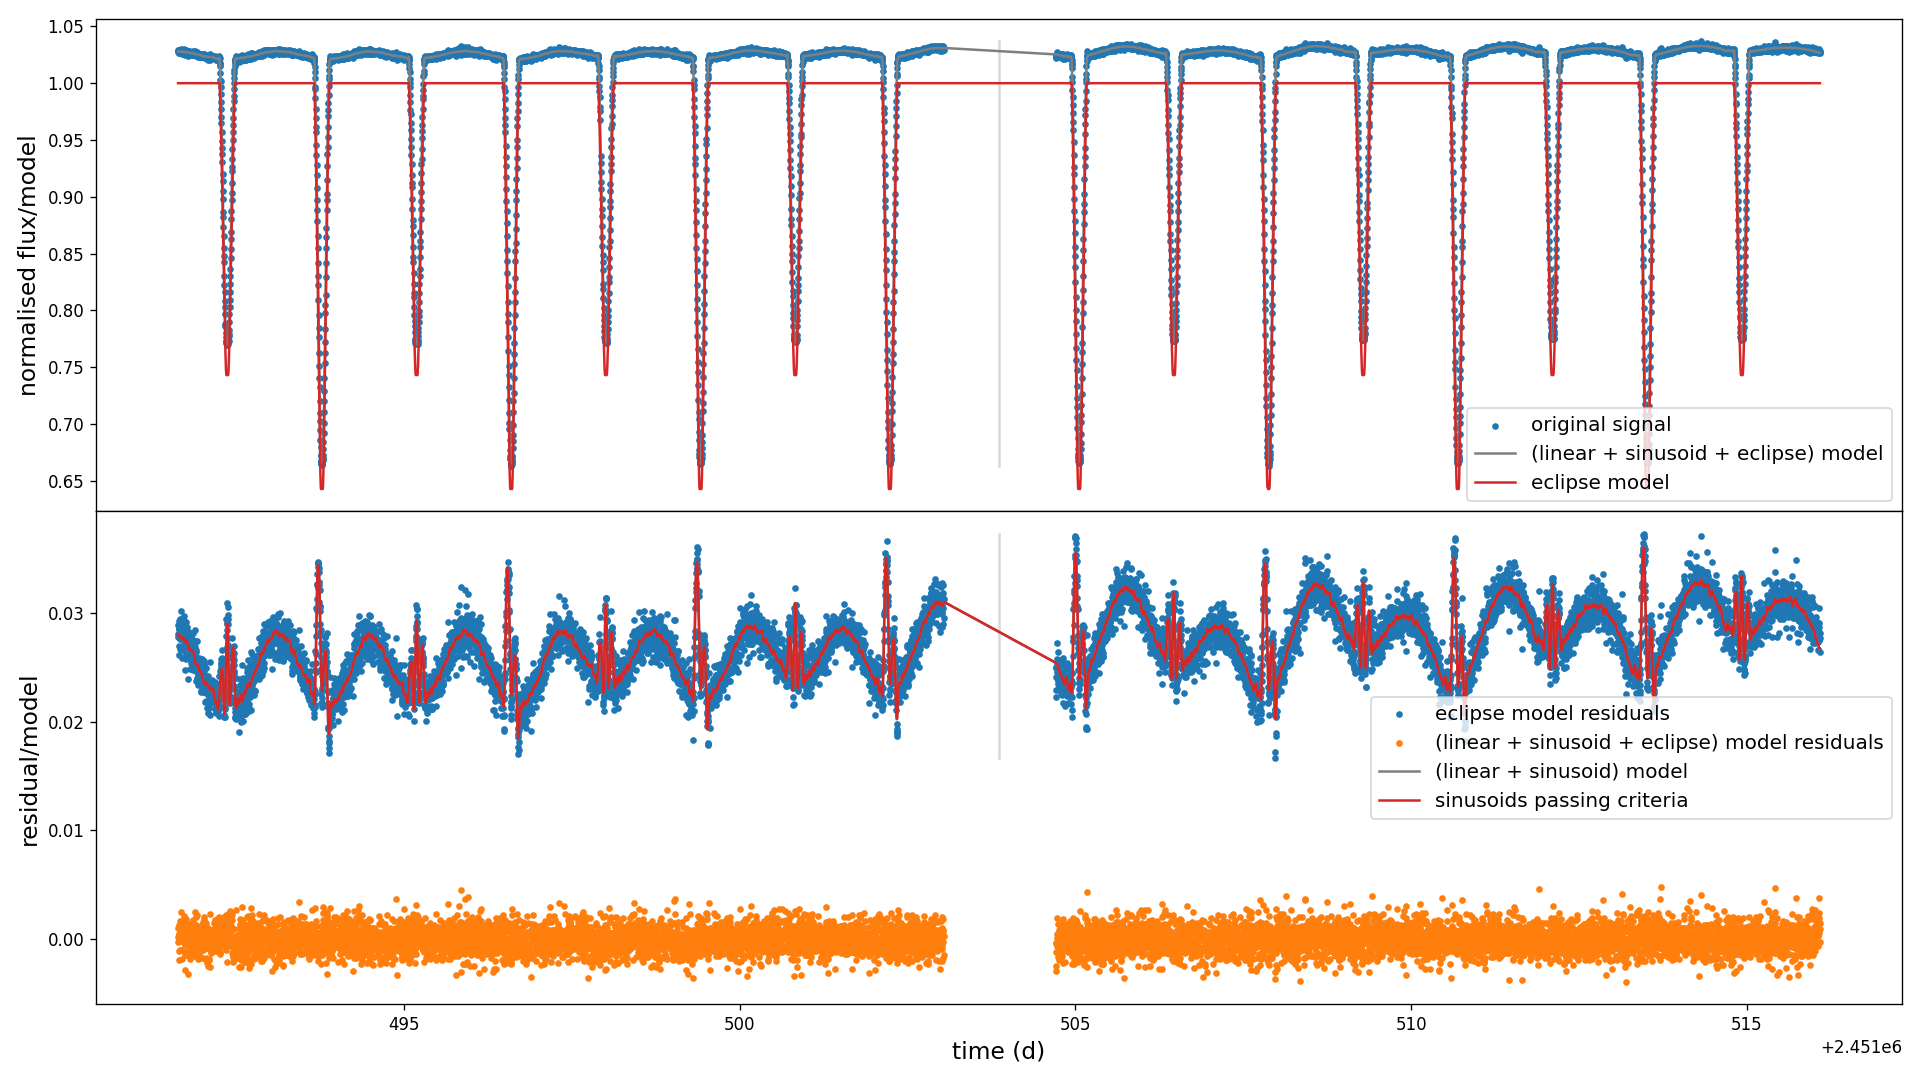 normalised flux/model
1.05
1.00
0.95
0.90
0.85
0.80
0.75
0.70
0.65
original signal
(linear + sinusoid + eclipse) model
eclipse model
residual/model
0.03
0.02
0.01
0.00
eclipse model residuals
(linear + sinusoid + eclipse) model residuals
(linear + sinusoid) model
sinusoids passing criteria
495
500
505
510
515
time (d)
+2.451e6